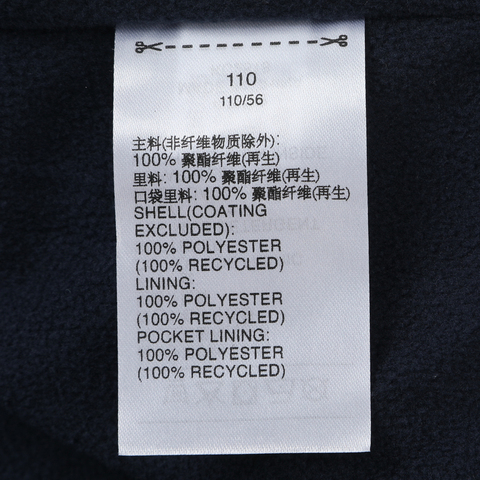 110
110/56
主料(非纤维物质除外):
100% 聚酯纤维(再生)
里料: 100% 聚酯纤维(再生)
口袋里料: 100% 聚酯纤维(再生)
SHELL(COATING
EXCLUDED):
100% POLYESTER
(100% RECYCLED)
LINING:
100% POLYESTER
(100% RECYCLED)
POCKET LINING:
100% POLYESTER
(100% RECYCLED)